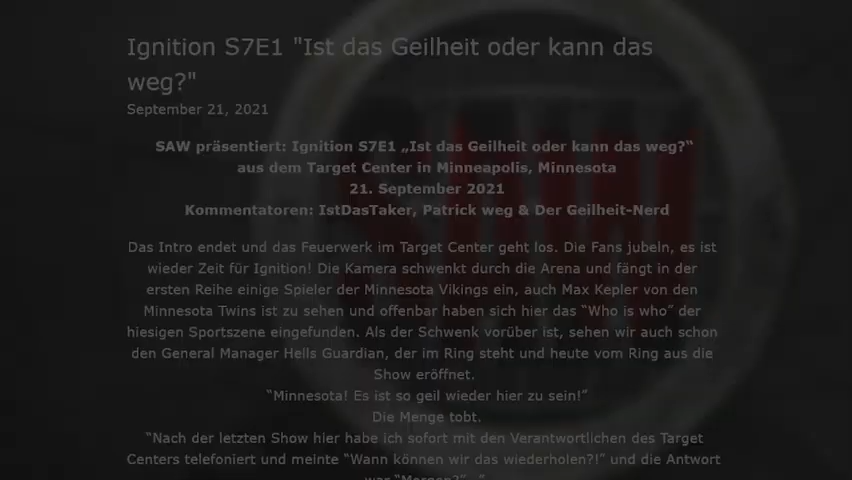 Ignition S7E1 "Ist das Geilheit oder kann das
weg?"
September 21, 2021
SAW präsentiert: Ignition S7E1 „Ist das Geilheit oder kann das weg?“
aus dem Target Center in Minneapolis, Minnesota
21. September 2021
Kommentatoren: IstDasTaker, Patrick weg & Der Geilheit-Nerd
Das Intro endet und das Feuerwerk im Target Center geht los. Die Fans jubeln, es ist
wieder Zeit für Ignition! Die Kamera schwenkt durch die Arena und fängt in der
ersten Reihe einige Spieler der Minnesota Vikings ein, auch Max Kepler von den
Minnesota Twins ist zu sehen und offenbar haben sich hier das “Who is who” der
hiesigen Sportszene eingefunden. Als der Schwenk vorüber ist, sehen wir auch schon
den General Manager Hells Guardian, der im Ring steht und heute vom Ring aus die
Show eröffnet.
“Minnesota! Es ist so geil wieder hier zu sein!”
Die Menge tobt.
“Nach der letzten Show hier habe ich sofort mit den Verantwortlichen des Target
Centers telefoniert und meinte “Wann können wir das wiederholen?!” und die Antwort
war “Morgen?”